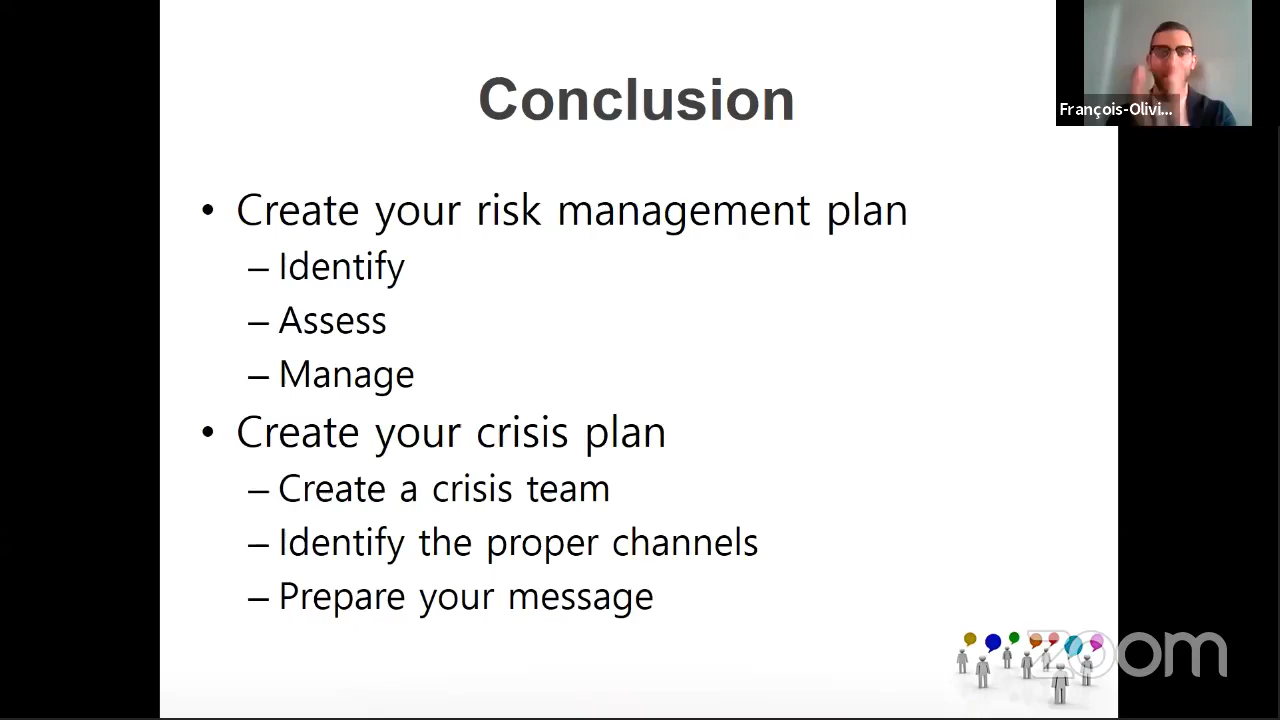 Conclusion
François-Olivi...
• Create your risk management plan
– Identify
– Assess
– Manage
• Create your crisis plan
– Create a crisis team
– Identify the proper channels
– Prepare your message
zoom